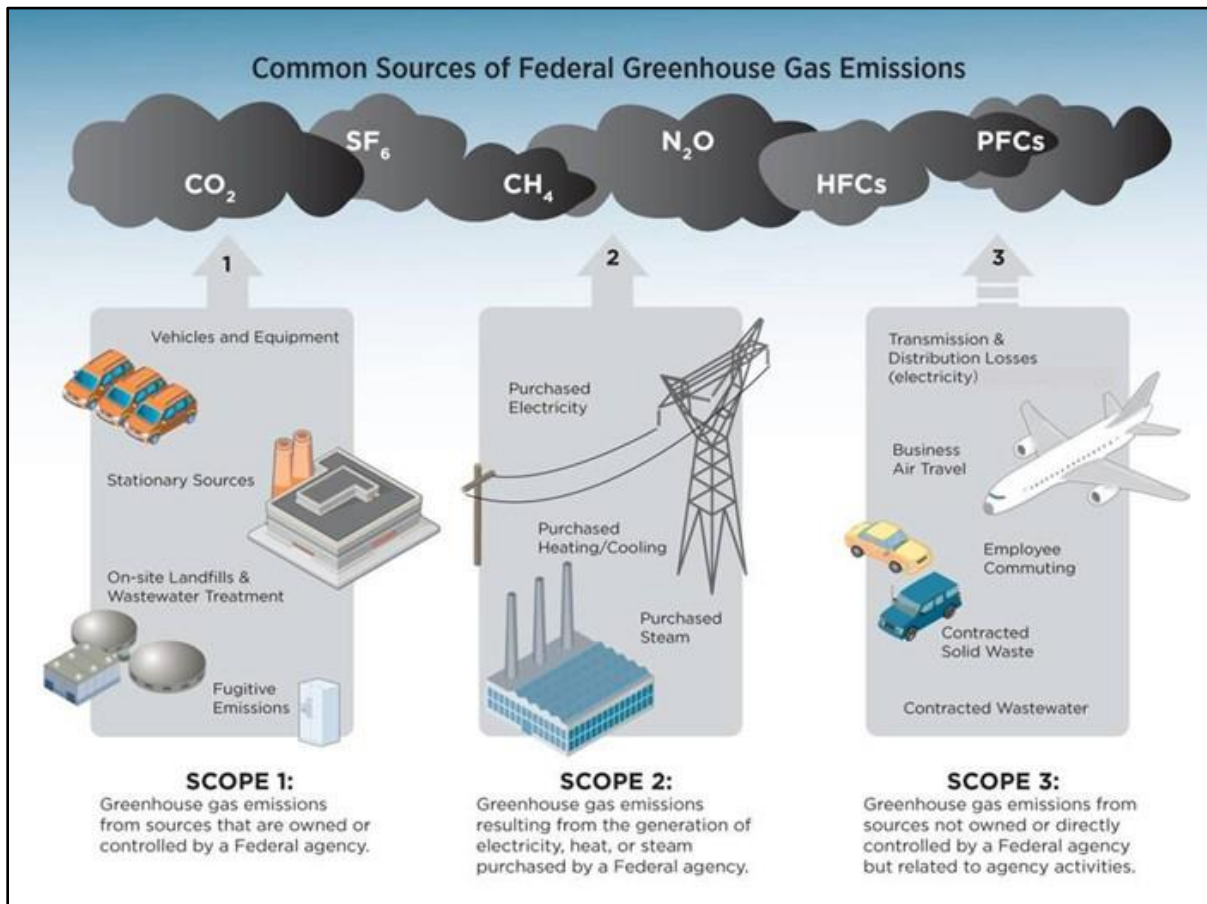 Common Sources of Federal Greenhouse Gas Emissions
SF₆
N₂O
PFCs
CO₂
CH₄
HFCs
1
2
3
Vehicles and Equipment
Stationary Sources
On-site Landfills &
Wastewater Treatment
Fugitive
Emissions
Purchased
Electricity
Purchased
Heating/Cooling
Purchased
Steam
Transmission &
Distribution Losses
(electricity)
Business
Air Travel
Employee
Commuting
Contracted
Solid Waste
Contracted Wastewater
SCOPE 1:
Greenhouse gas emissions
from sources that are owned or
controlled by a Federal agency.
SCOPE 2:
Greenhouse gas emissions
resulting from the generation of
electricity, heat, or steam
purchased by a Federal agency.
SCOPE 3:
Greenhouse gas emissions from
sources not owned or directly
controlled by a Federal agency
but related to agency activities.